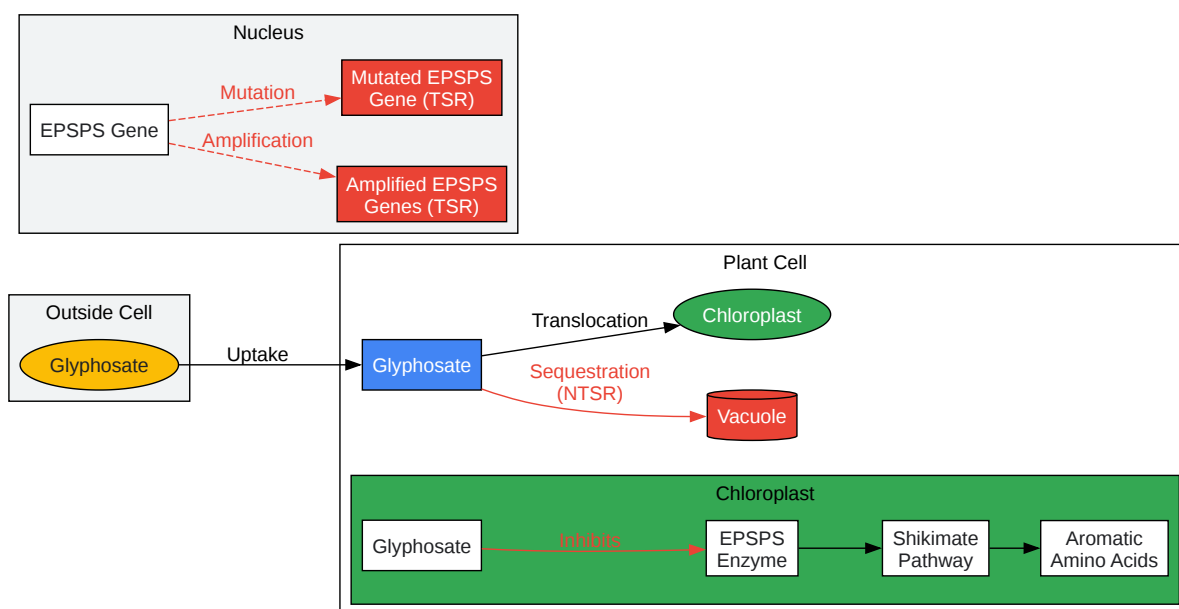 Nucleus
EPSPS Gene
Mutation
Mutated EPSPS
Gene (TSR)
Amplification
Amplified EPSPS
Genes (TSR)
Outside Cell
Glyphosate
Uptake
Plant Cell
Glyphosate
Translocation
Chloroplast
Sequestration
(NTSR)
Vacuole
Chloroplast
Glyphosate
Inhibits
EPSPS
Enzyme
Shikimate
Pathway
Aromatic
Amino Acids